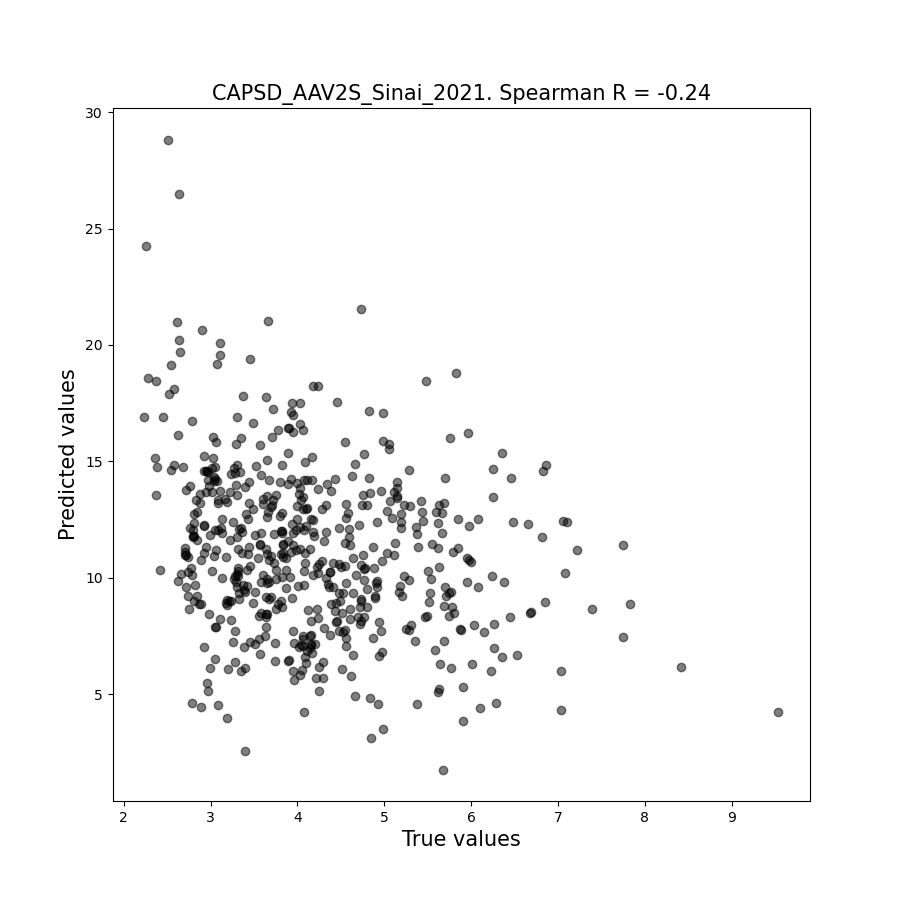 CAPSD_AAV2S_Sinai_2021. Spearman R = -0.24
30
25
20
15
10
5
Predicted values
2 3 4 5 6 7 8 9
True values